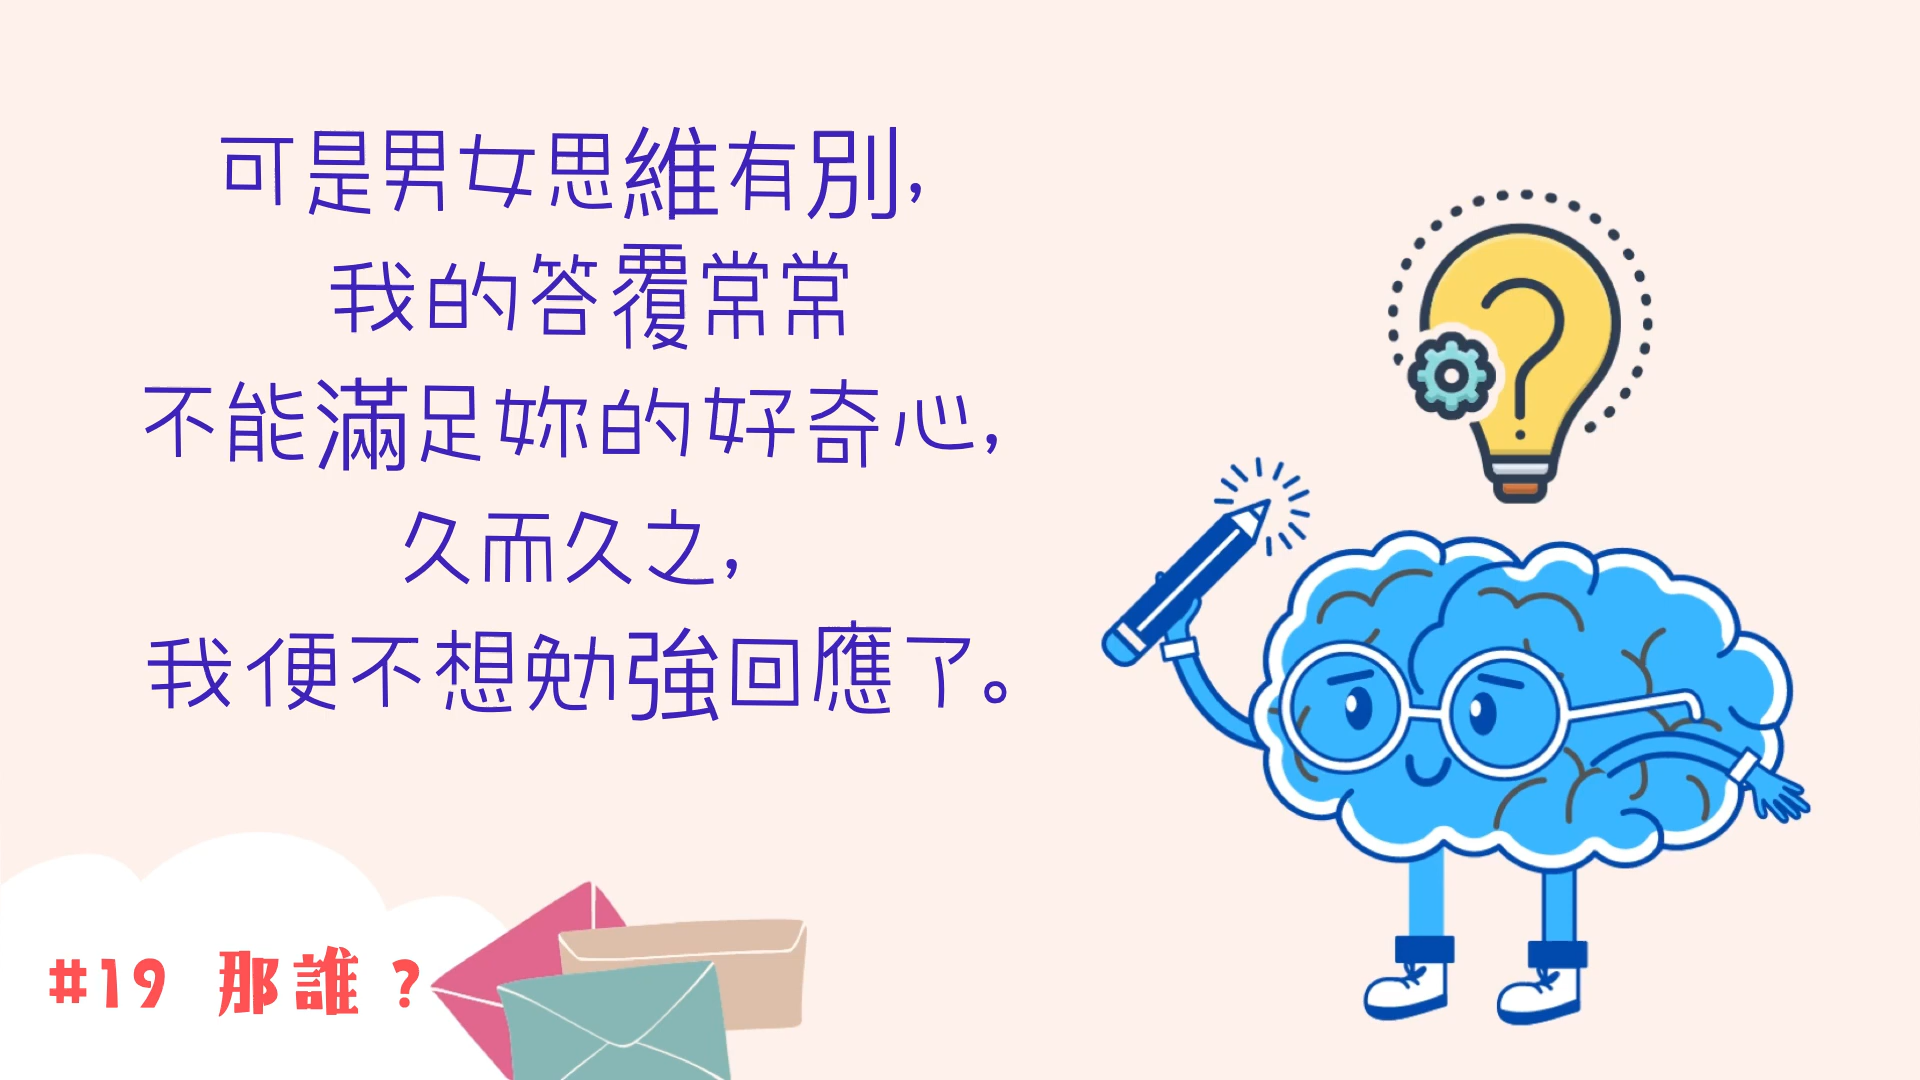 可是男女思維有別,
我的答覆常常
不能滿足妳的好奇心,
久而久之,
我便不想勉強回應了。
#19 那誰？